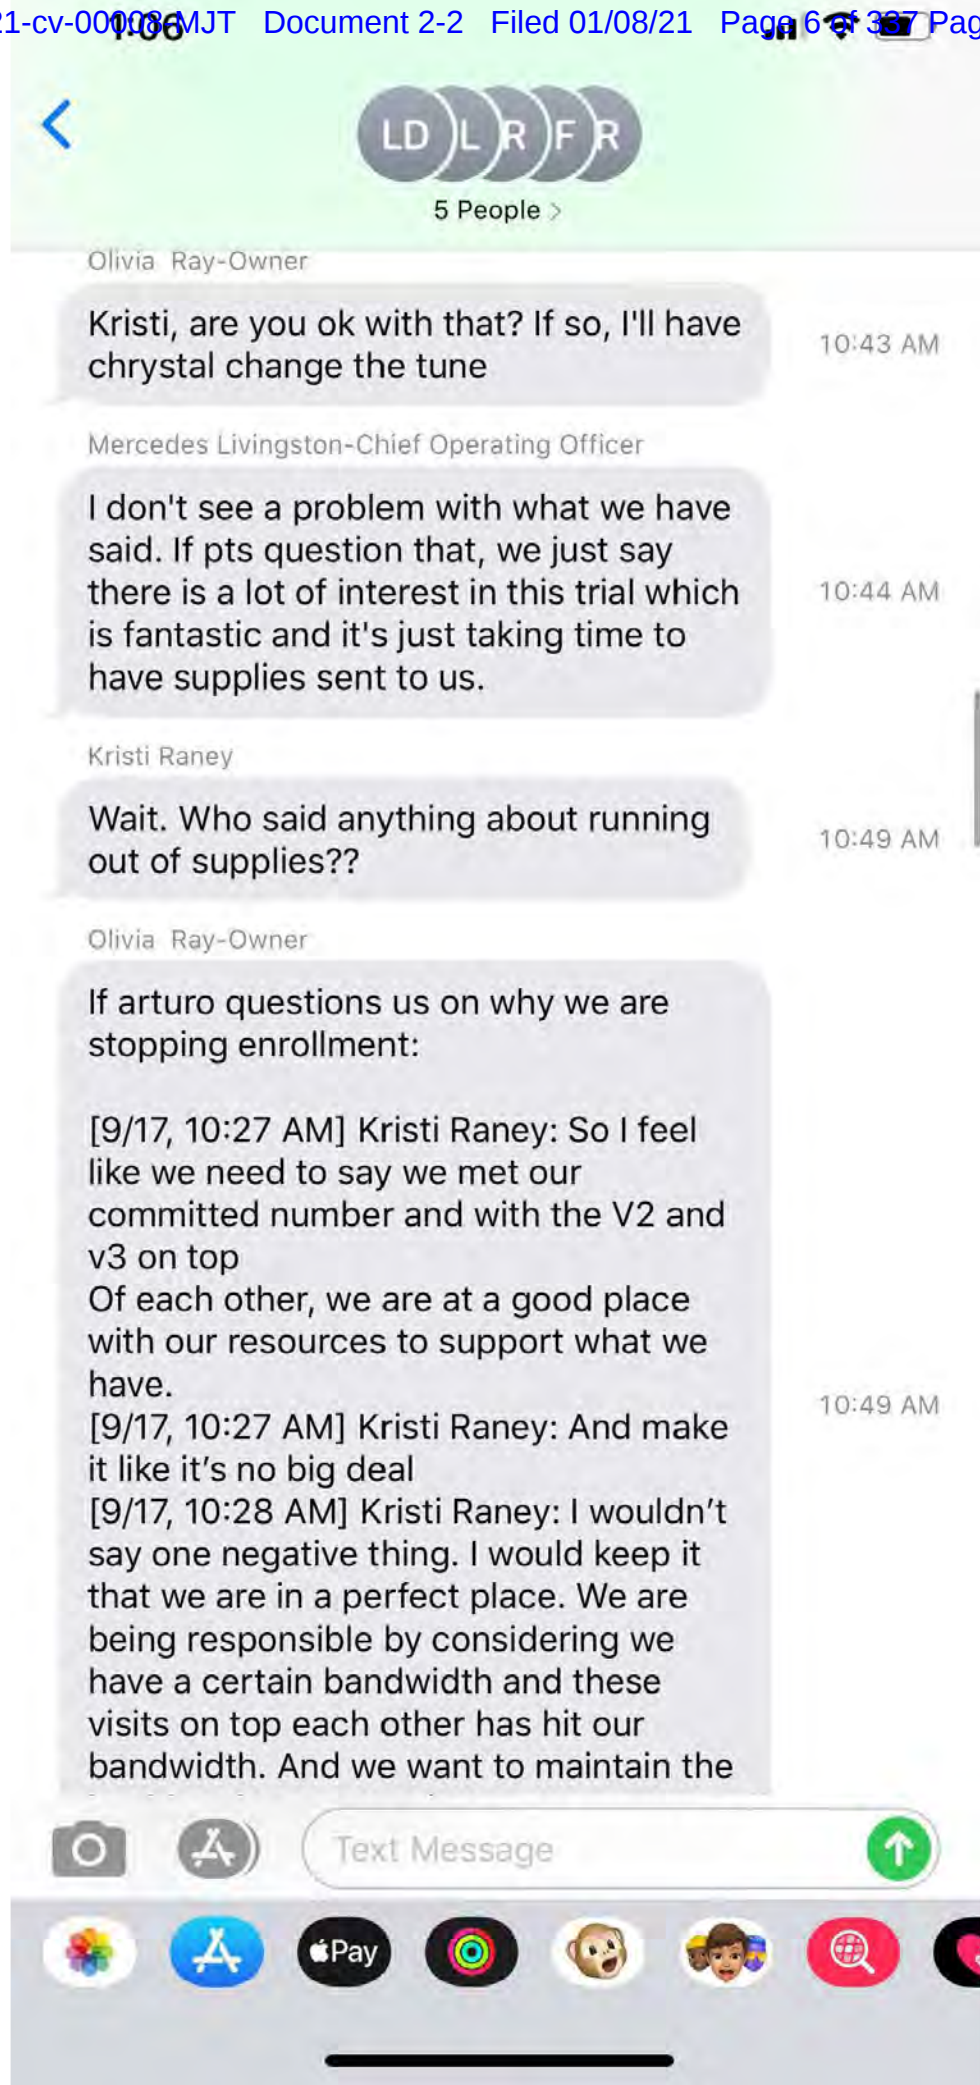 21-cv-00008-MJT Document 2-2 Filed 01/08/21 Page 6 of 337 Pag
1:06
LD L R F R
5 People >
Olivia Ray-Owner
Kristi, are you ok with that? If so, I'll have
chrystal change the tune
10:43 AM
Mercedes Livingston-Chief Operating Officer
I don't see a problem with what we have
said. If pts question that, we just say
there is a lot of interest in this trial which
is fantastic and it's just taking time to
have supplies sent to us.
10:44 AM
Kristi Raney
Wait. Who said anything about running
out of supplies??
10:49 AM
Olivia Ray-Owner
If arturo questions us on why we are
stopping enrollment:
[9/17, 10:27 AM] Kristi Raney: So I feel
like we need to say we met our
committed number and with the V2 and
v3 on top
Of each other, we are at a good place
with our resources to support what we
have.
[9/17, 10:27 AM] Kristi Raney: And make
it like it's no big deal
[9/17, 10:28 AM] Kristi Raney: I wouldn't
say one negative thing. I would keep it
that we are in a perfect place. We are
being responsible by considering we
have a certain bandwidth and these
visits on top each other has hit our
bandwidth. And we want to maintain the
10:49 AM
Text Message
Pay